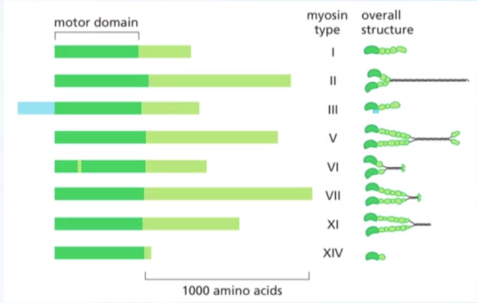 motor domain
myosin type
overall structure
I
II
III
V
VI
VII
XI
XIV
1000 amino acids